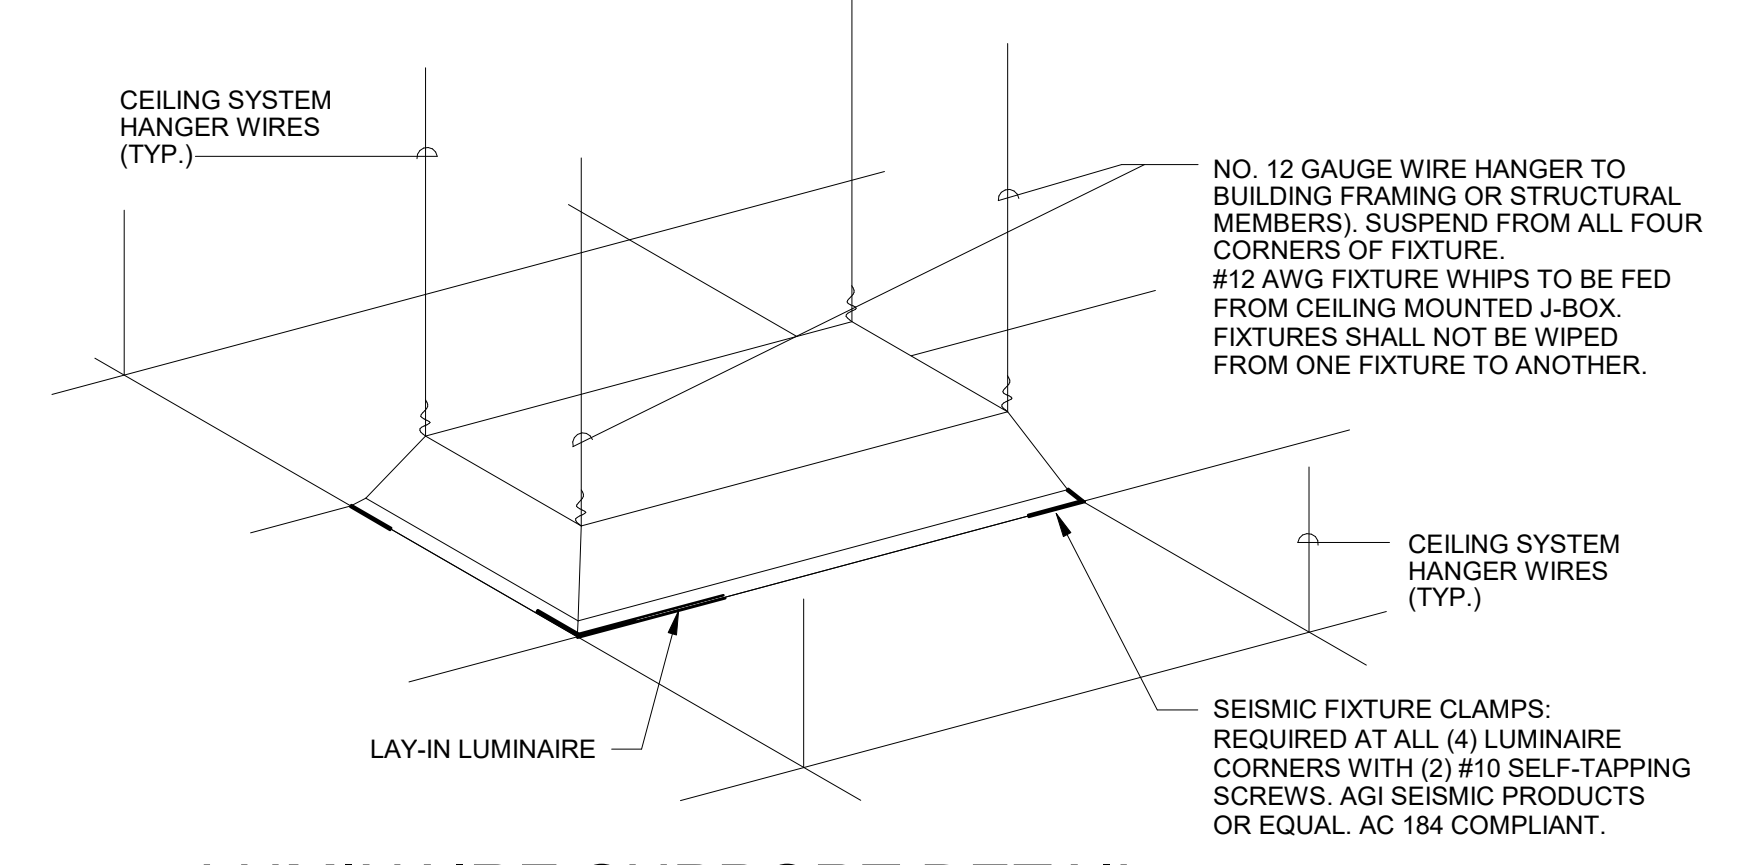 CEILING SYSTEM
HANGER WIRES
(TYP.)
NO. 12 GAUGE WIRE HANGER TO
BUILDING FRAMING OR STRUCTURAL
MEMBERS). SUSPEND FROM ALL FOUR
CORNERS OF FIXTURE.
#12 AWG FIXTURE WHIPS TO BE FED
FROM CEILING MOUNTED J-BOX.
FIXTURES SHALL NOT BE WIPED
FROM ONE FIXTURE TO ANOTHER.
CEILING SYSTEM
HANGER WIRES
(TYP.)
LAY-IN LUMINAIRE
SEISMIC FIXTURE CLAMPS:
REQUIRED AT ALL (4) LUMINAIRE
CORNERS WITH (2) #10 SELF-TAPPING
SCREWS. AGI SEISMIC PRODUCTS
OR EQUAL. AC 184 COMPLIANT.